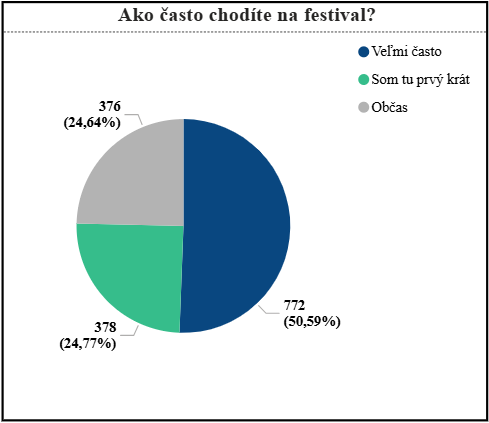 Ako často chodíte na festival?
Veľmi často
Som tu prvý krát
Občas
376
(24,64%)
772
(50,59%)
378
(24,77%)